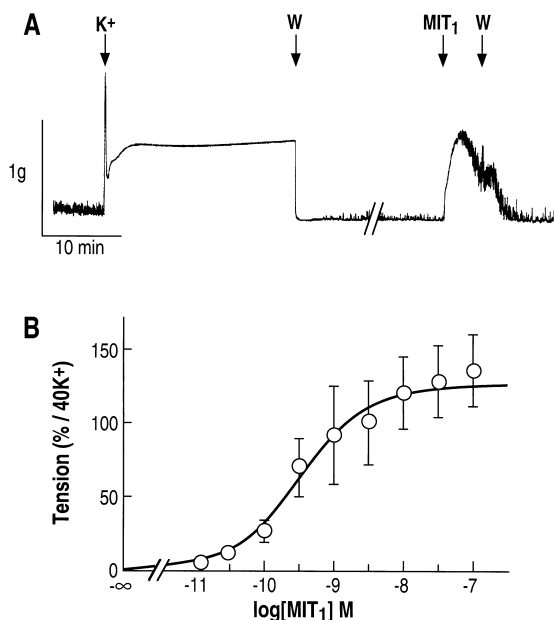 A
K+ W MIT1 W
1g
10 min
B
Tension (% / 40K+)
150
100
50
0
-∞ -11 -10 -9 -8 -7
log[MIT1] M